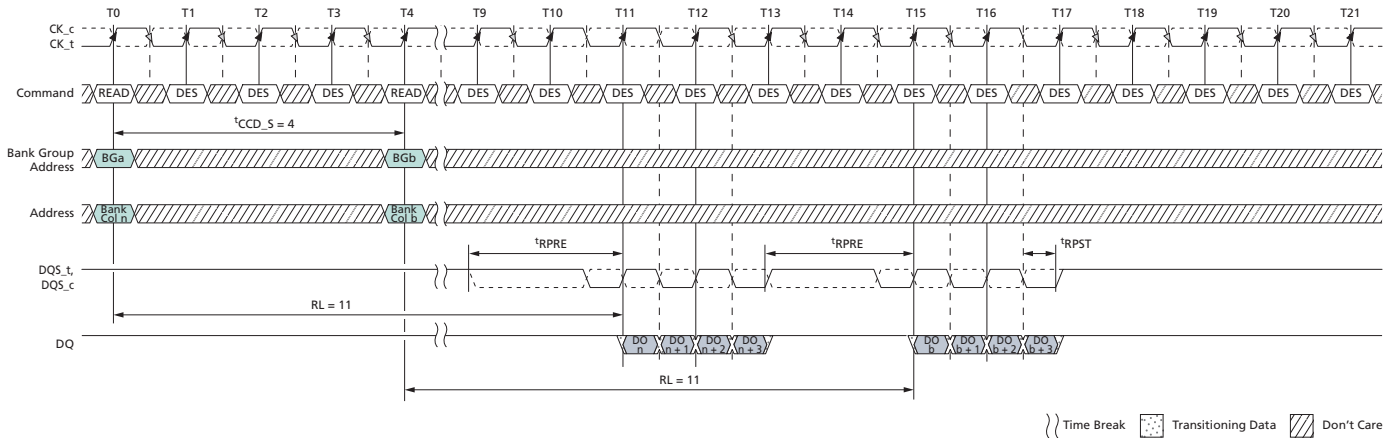 T0 T1 T2 T3 T4 T9 T10 T11 T12 T13 T14 T15 T16 T17 T18 T19 T20 T21
CK_c
CK_t
Command READ DES DES DES READ DES DES DES DES DES DES DES DES DES DES DES DES DES
tCCD_S = 4
Bank Group
Address
BGa BGb
Address
Bank
Col n
Bank
Col b
tRPRE tRPRE tRPST
DQS_t,
DQS_c
RL = 11
DQ
DO
n
DO
n + 1
DO
n + 2
DO
n + 3
DO
b
DO
b + 1
DO
b + 2
DO
b + 3
RL = 11
Time Break Transitioning Data Don't Care